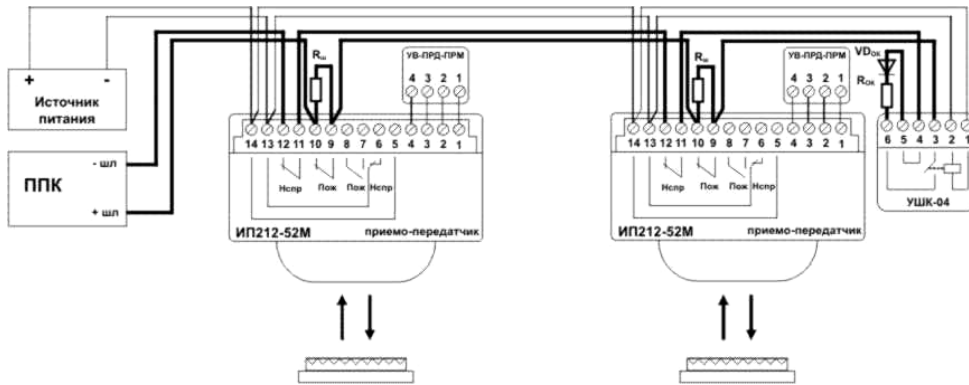 + -
Источник
питания
ППК
- шл
+ шл
Rш
УВ-ПРД-ПРМ
4 3 2 1
14 13 12 11 10 9 8 7 6 5 4 3 2 1
Нспр Пож Пож Нспр
ИП212-52М приемо-передатчик
Rш
УВ-ПРД-ПРМ
4 3 2 1
14 13 12 11 10 9 8 7 6 5 4 3 2 1
Нспр Пож Пож Нспр
ИП212-52М приемо-передатчик
VDок
Rок
6 5 4 3 2 1
УШК-04